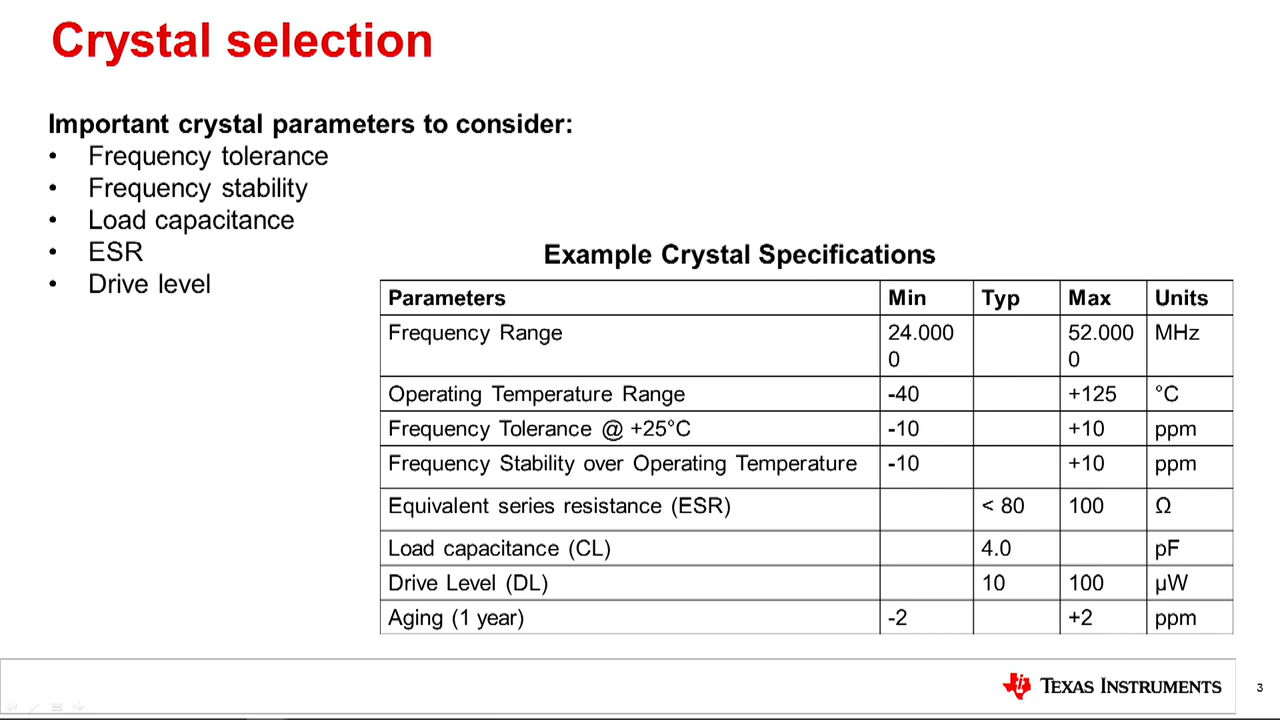 Crystal selection
Important crystal parameters to consider:
• Frequency tolerance
• Frequency stability
• Load capacitance
• ESR
• Drive level
Example Crystal Specifications
Parameters Min Typ Max Units
Frequency Range 24.000 52.000 MHz
0 0
Operating Temperature Range -40 +125 °C
Frequency Tolerance @ +25°C -10 +10 ppm
Frequency Stability over Operating Temperature -10 +10 ppm
Equivalent series resistance (ESR) < 80 100 Ω
Load capacitance (CL) 4.0 pF
Drive Level (DL) 10 100 µW
Aging (1 year) -2 +2 ppm
TEXAS INSTRUMENTS
3